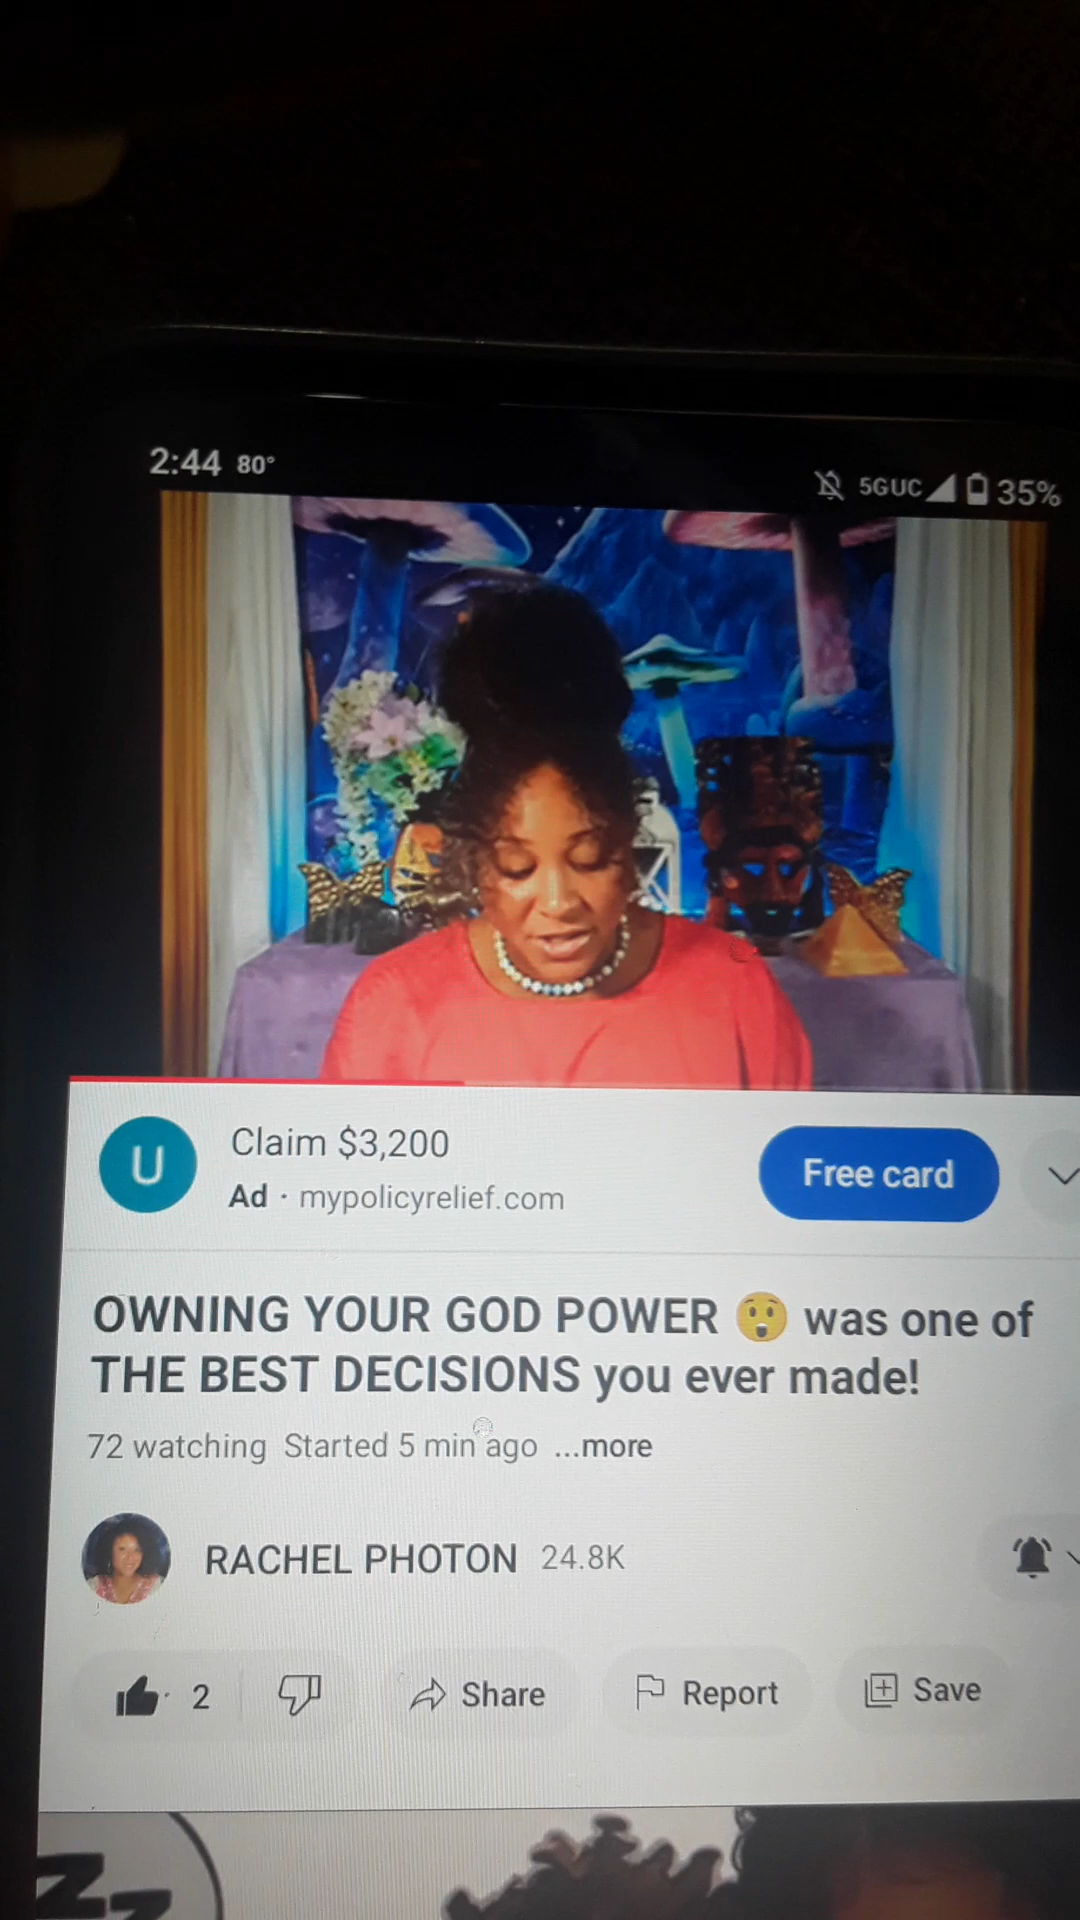 2:44 80° 5GUC 35%
U
Claim $3,200
Ad · mypolicyrelief.com
Free card
OWNING YOUR GOD POWER 😲 was one of
THE BEST DECISIONS you ever made!
72 watching Started 5 min ago ...more
RACHEL PHOTON 24.8K
2 Share Report Save
Z Z